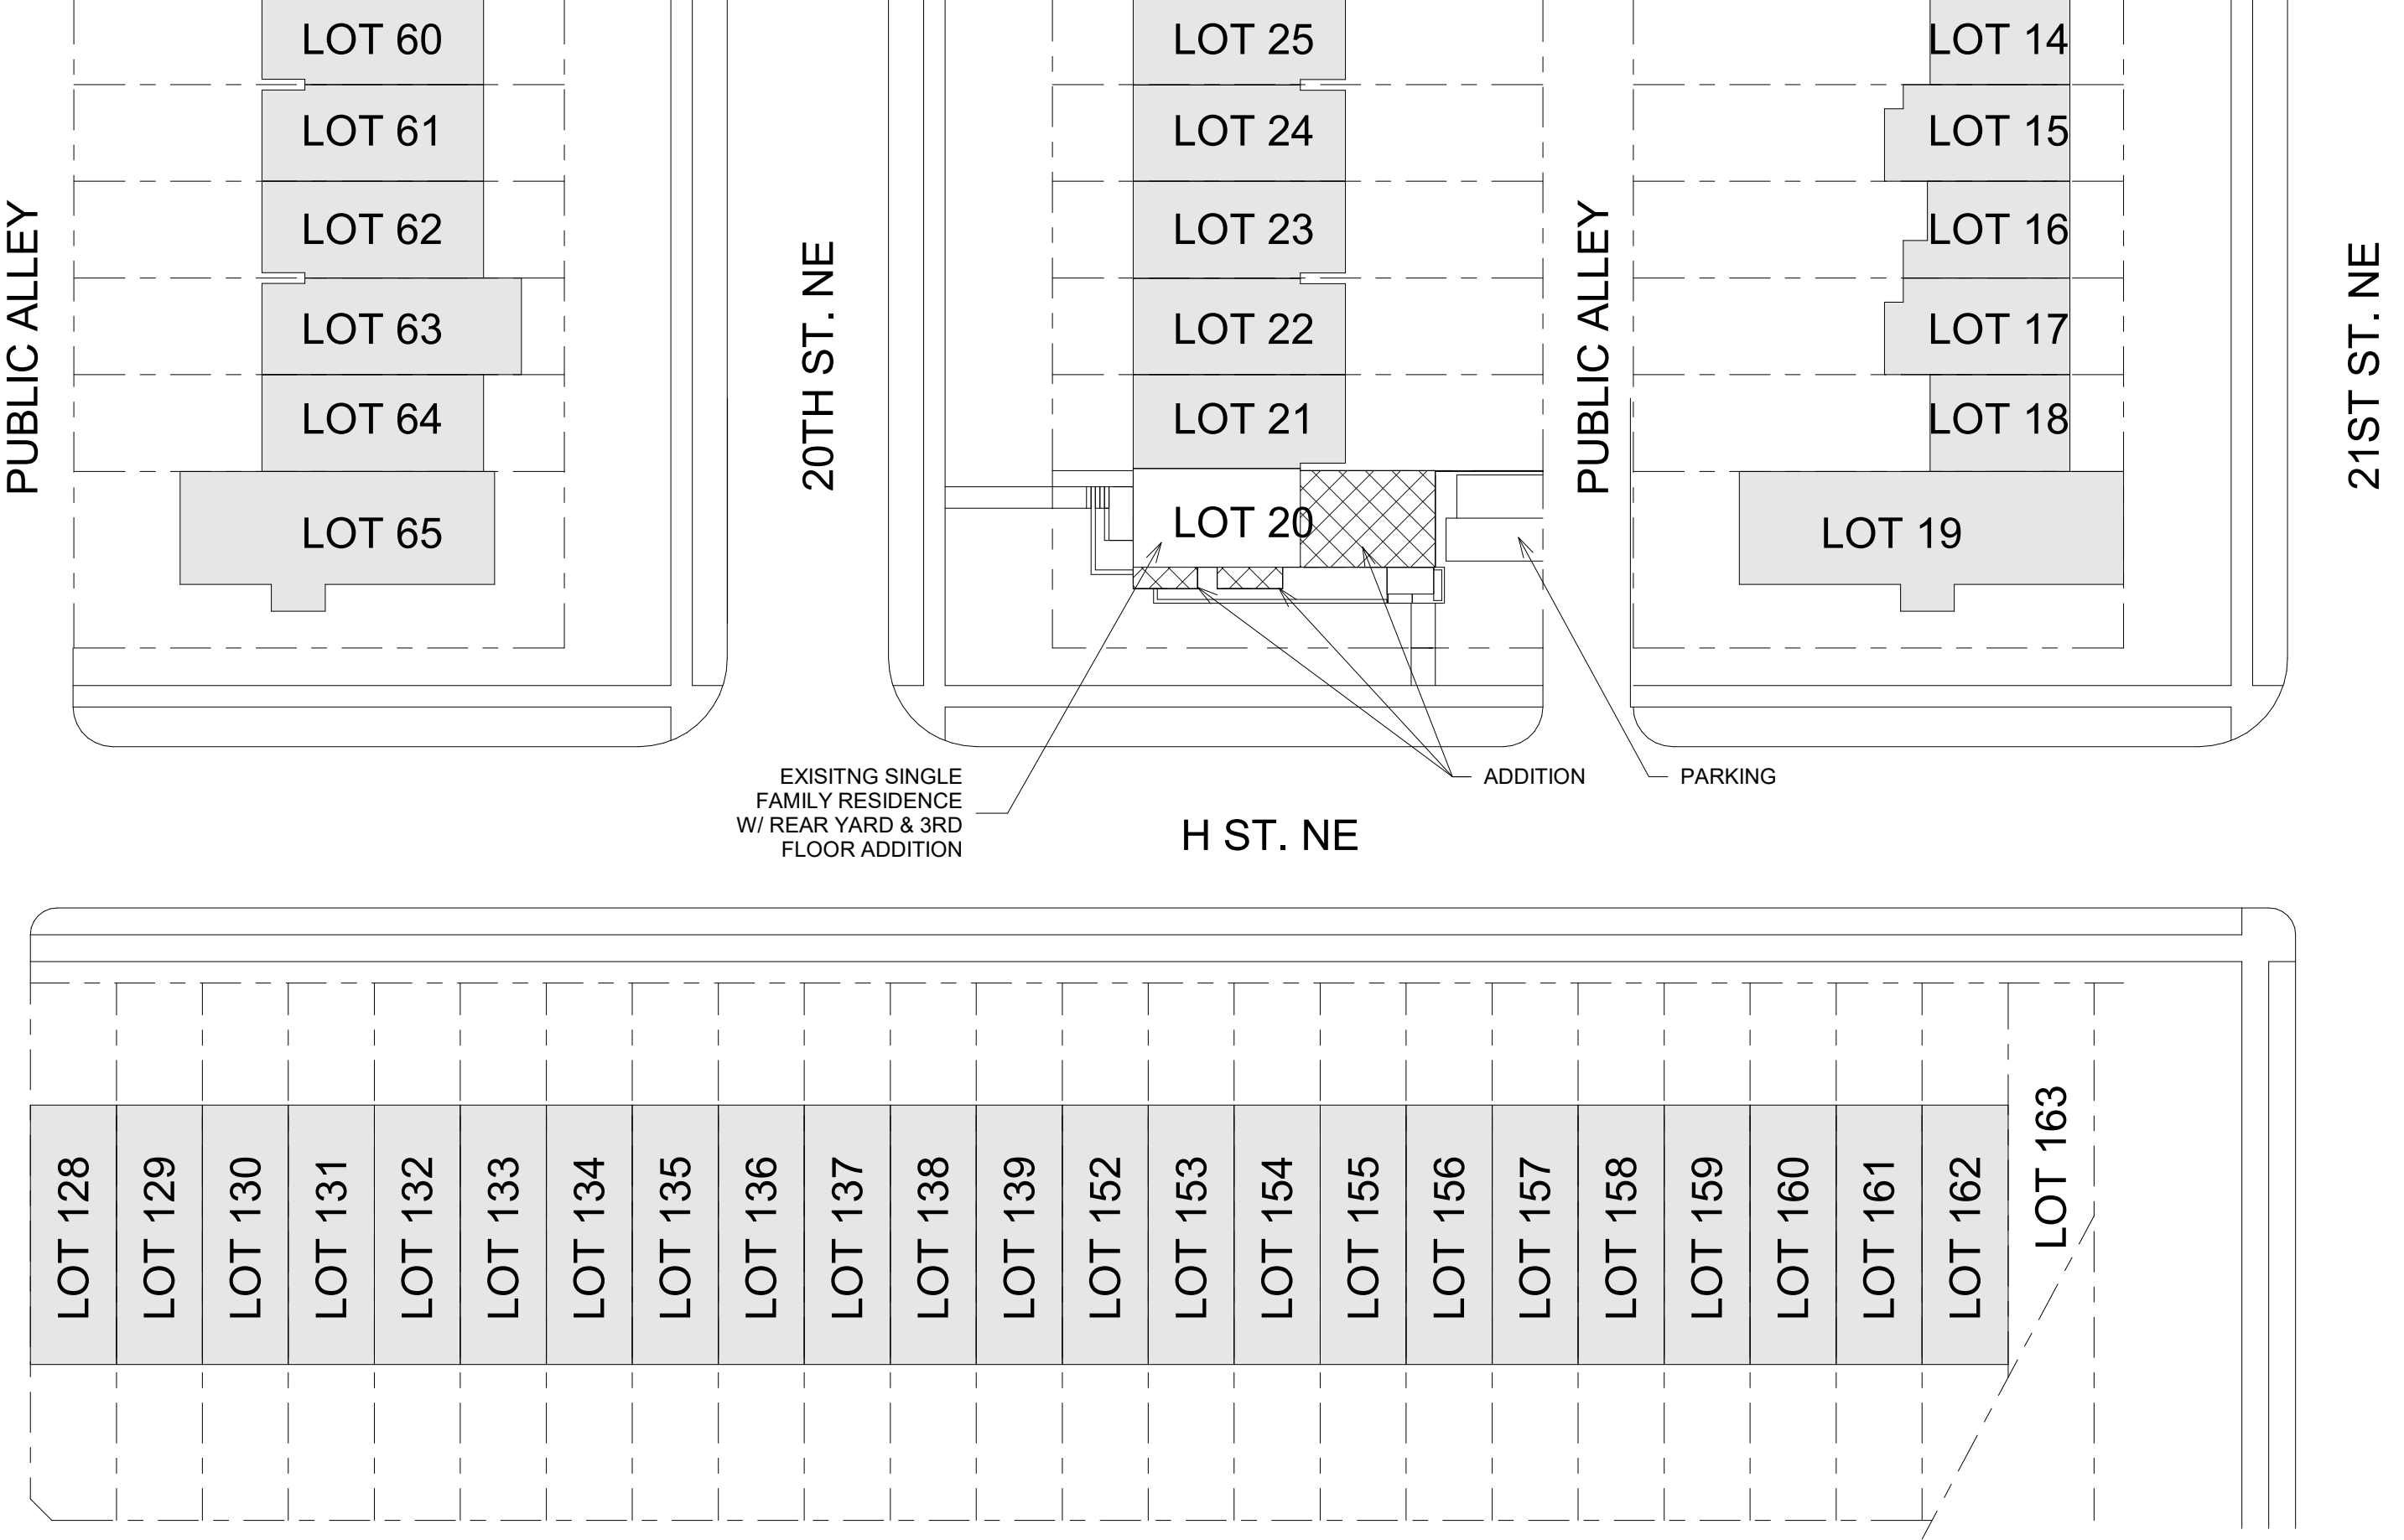 LOT 60
LOT 25
LOT 14
LOT 61
LOT 24
LOT 15
LOT 62
LOT 23
LOT 16
LOT 63
LOT 22
LOT 17
LOT 64
LOT 21
LOT 18
LOT 65
LOT 20
LOT 19
PUBLIC ALLEY
20TH ST. NE
PUBLIC ALLEY
21ST ST. NE
EXISITNG SINGLE
FAMILY RESIDENCE
W/ REAR YARD & 3RD
FLOOR ADDITION
ADDITION
PARKING
H ST. NE
LOT 128
LOT 129
LOT 130
LOT 131
LOT 132
LOT 133
LOT 134
LOT 135
LOT 136
LOT 137
LOT 138
LOT 139
LOT 152
LOT 153
LOT 154
LOT 155
LOT 156
LOT 157
LOT 158
LOT 159
LOT 160
LOT 161
LOT 162
LOT 163